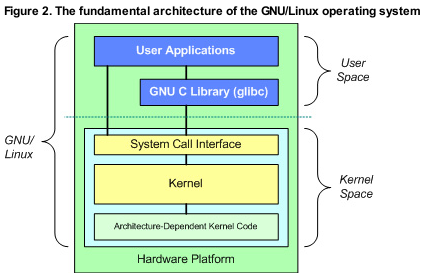 Figure 2. The fundamental architecture of the GNU/Linux operating system
User Applications
GNU C Library (glibc)
User
Space
GNU/
Linux
System Call Interface
Kernel
Architecture-Dependent Kernel Code
Kernel
Space
Hardware Platform